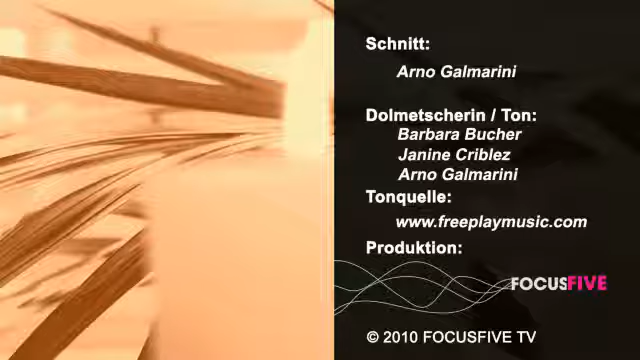 Schnitt:
Arno Galmarini
Dolmetscherin / Ton:
Barbara Bucher
Janine Criblez
Arno Galmarini
Tonquelle:
www.freeplaymusic.com
Produktion:
FOCUSFIVE
© 2010 FOCUSFIVE TV